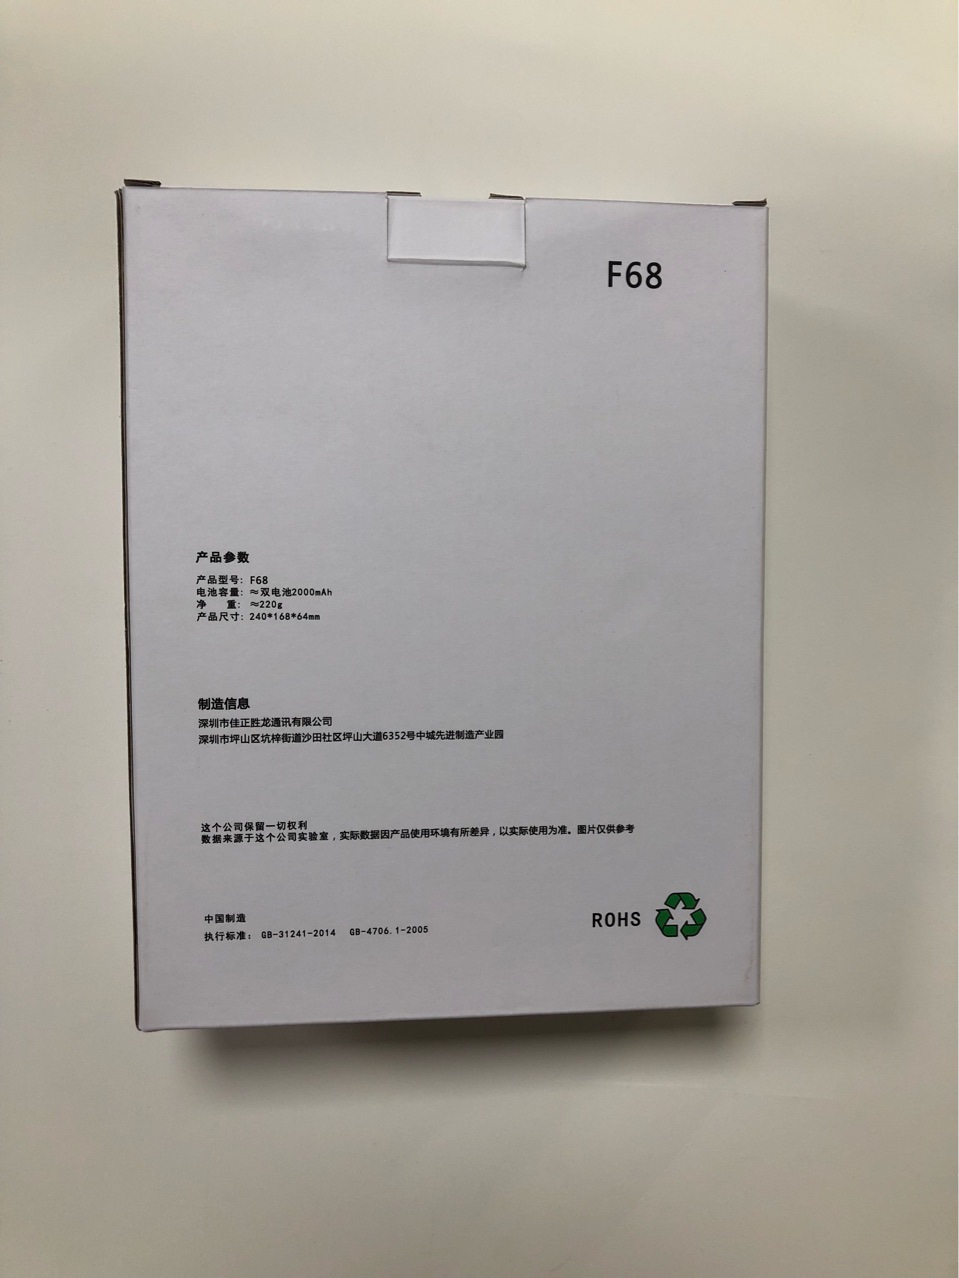 F68
产品参数
产品型号: F68
电池容量: ≈双电池2000mAh
净 重: ≈220g
产品尺寸: 240*168*64mm
制造信息
深圳市佳正胜龙通讯有限公司
深圳市坪山区坑梓街道沙田社区坪山大道6352号中城先进制造产业园
这个公司保留一切权利
数据来源于这个公司实验室，实际数据因产品使用环境有所差异，以实际使用为准。图片仅供参考
中国制造
执行标准: GB-31241-2014 GB-4706.1-2005
ROHS